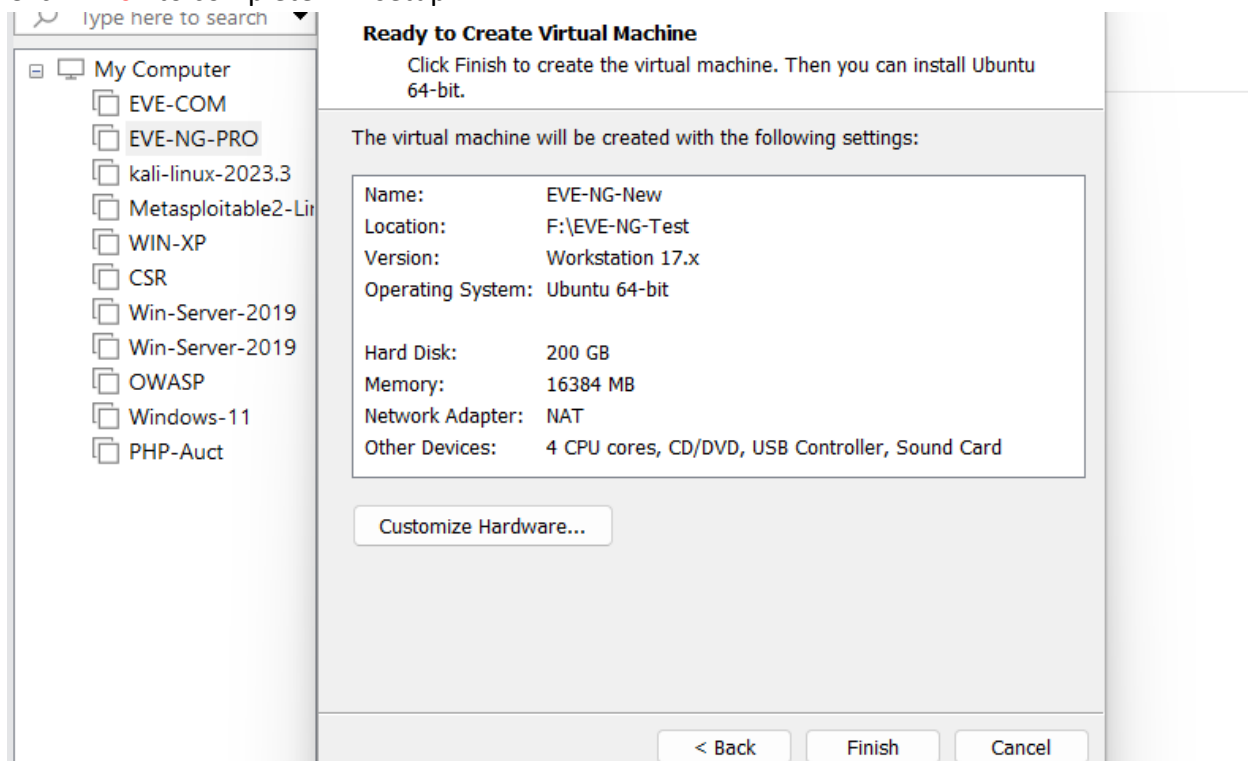 to complete
Type here to search
My Computer
EVE-COM
EVE-NG-PRO
kali-linux-2023.3
Metasploitable2-Lin
WIN-XP
CSR
Win-Server-2019
Win-Server-2019
OWASP
Windows-11
PHP-Auct
Ready to Create Virtual Machine
Click Finish to create the virtual machine. Then you can install Ubuntu
64-bit.
The virtual machine will be created with the following settings:
Name: EVE-NG-New
Location: F:\EVE-NG-Test
Version: Workstation 17.x
Operating System: Ubuntu 64-bit
Hard Disk: 200 GB
Memory: 16384 MB
Network Adapter: NAT
Other Devices: 4 CPU cores, CD/DVD, USB Controller, Sound Card
Customize Hardware...
< Back Finish Cancel